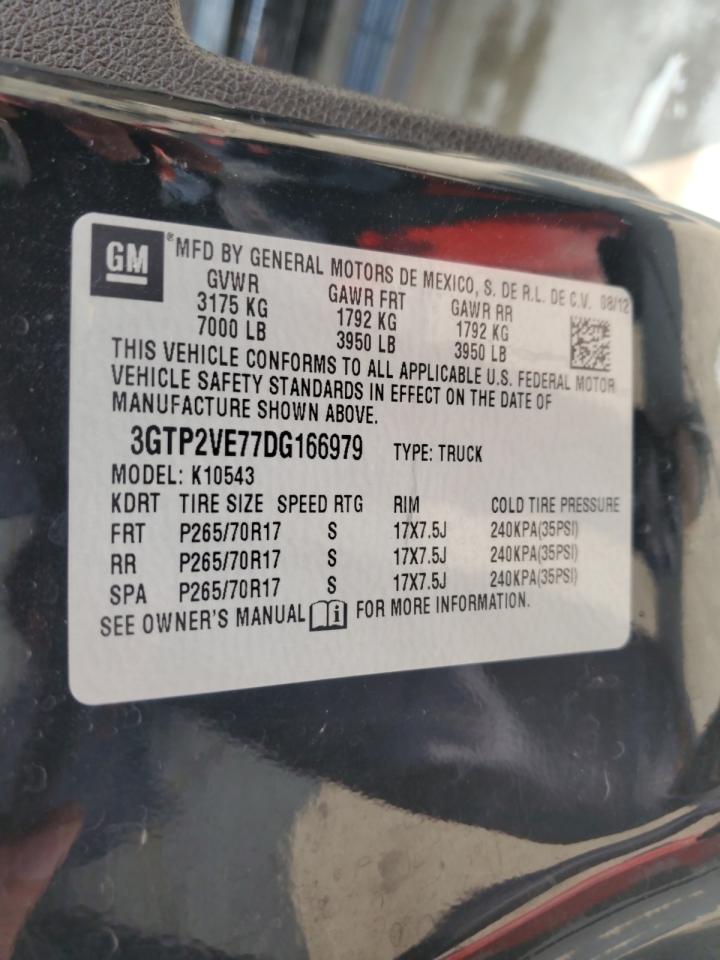 GM
® MFD BY GENERAL MOTORS DE MEXICO, S. DE R.L. DE C.V. 08/12
GVWR GAWR FRT GAWR RR
3175 KG 1792 KG 1792 KG
7000 LB 3950 LB 3950 LB
THIS VEHICLE CONFORMS TO ALL APPLICABLE U.S. FEDERAL MOTOR
VEHICLE SAFETY STANDARDS IN EFFECT ON THE DATE OF
MANUFACTURE SHOWN ABOVE.
3GTP2VE77DG166979 TYPE: TRUCK
MODEL: K10543
KDRT TIRE SIZE SPEED RTG RIM COLD TIRE PRESSURE
FRT P265/70R17 S 17X7.5J 240KPA(35PSI)
RR P265/70R17 S 17X7.5J 240KPA(35PSI)
SPA P265/70R17 S 17X7.5J 240KPA(35PSI)
SEE OWNER'S MANUAL i FOR MORE INFORMATION.